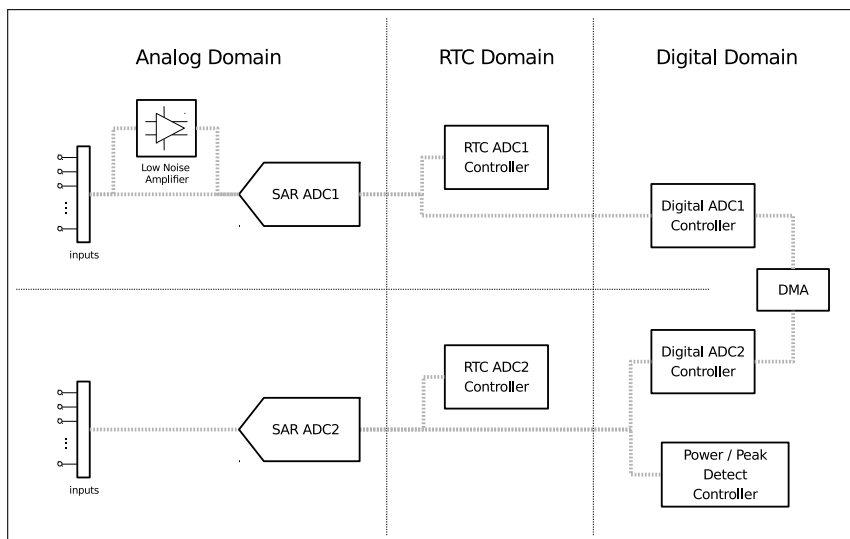 Analog Domain
RTC Domain
Digital Domain
Low Noise
Amplifier
SAR ADC1
RTC ADC1
Controller
Digital ADC1
Controller
inputs
DMA
SAR ADC2
RTC ADC2
Controller
Digital ADC2
Controller
Power / Peak
Detect
Controller
inputs